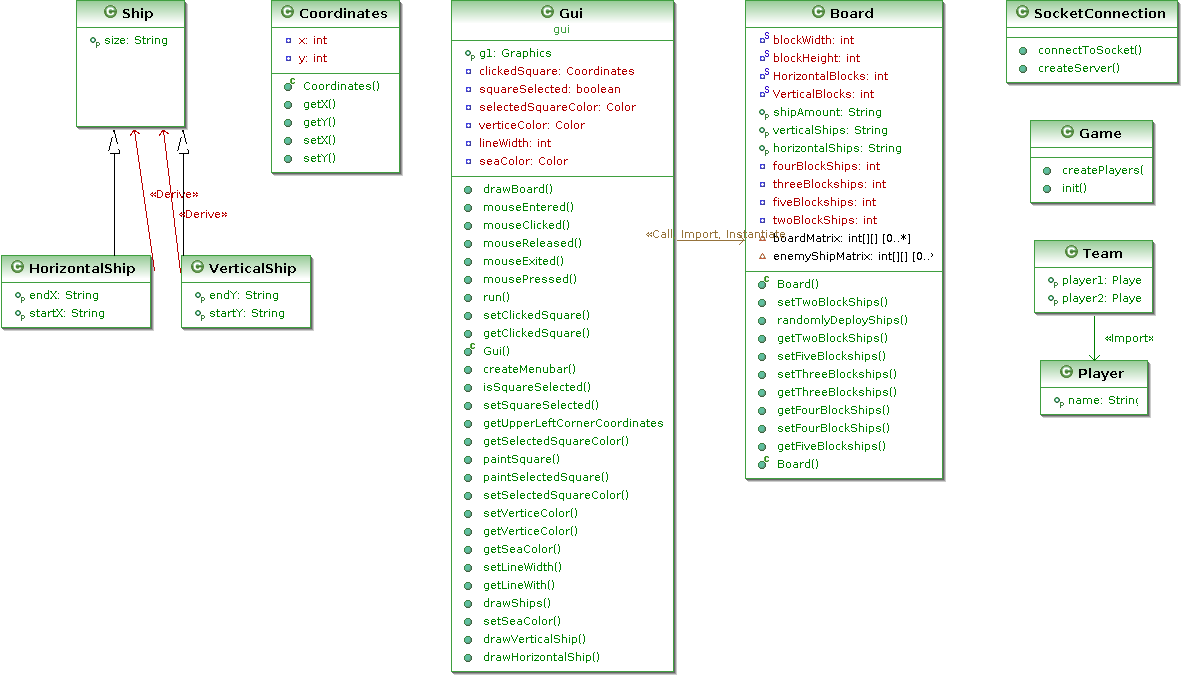 Ship
size: String
«Derive»
«Derive»
HorizontalShip
endX: String
startX: String
VerticalShip
endY: String
startY: String
Coordinates
x: int
y: int
Coordinates()
getX()
getY()
setX()
setY()
Gui
gui
g1: Graphics
clickedSquare: Coordinates
squareSelected: boolean
selectedSquareColor: Color
verticeColor: Color
lineWidth: int
seaColor: Color
drawBoard()
mouseEntered()
mouseClicked()
mouseReleased()
mouseExited()
mousePressed()
run()
setClickedSquare()
getClickedSquare()
Gui()
createMenubar()
isSquareSelected()
setSquareSelected()
getUpperLeftCornerCoordinates
getSelectedSquareColor()
paintSquare()
paintSelectedSquare()
setSelectedSquareColor()
setVerticeColor()
getVerticeColor()
getSeaColor()
setLineWidth()
getLineWith()
drawShips()
setSeaColor()
drawVerticalShip()
drawHorizontalShip()
«Call, Import, Instantiate
Board
blockWidth: int
blockHeight: int
HorizontalBlocks: int
VerticalBlocks: int
shipAmount: String
verticalShips: String
horizontalShips: String
fourBlockShips: int
threeBlockships: int
fiveBlockships: int
twoBlockShips: int
boardMatrix: int[][] [0..*]
enemyShipMatrix: int[][] [0..*
Board()
setTwoBlockShips()
randomlyDeployShips()
getTwoBlockShips()
setFiveBlockships()
setThreeBlockships()
getThreeBlockships()
getFourBlockShips()
setFourBlockShips()
getFiveBlockships()
Board()
SocketConnection
connectToSocket()
createServer()
Game
createPlayers(
init()
Team
player1: Playe
player2: Playe
«Import»
Player
name: String